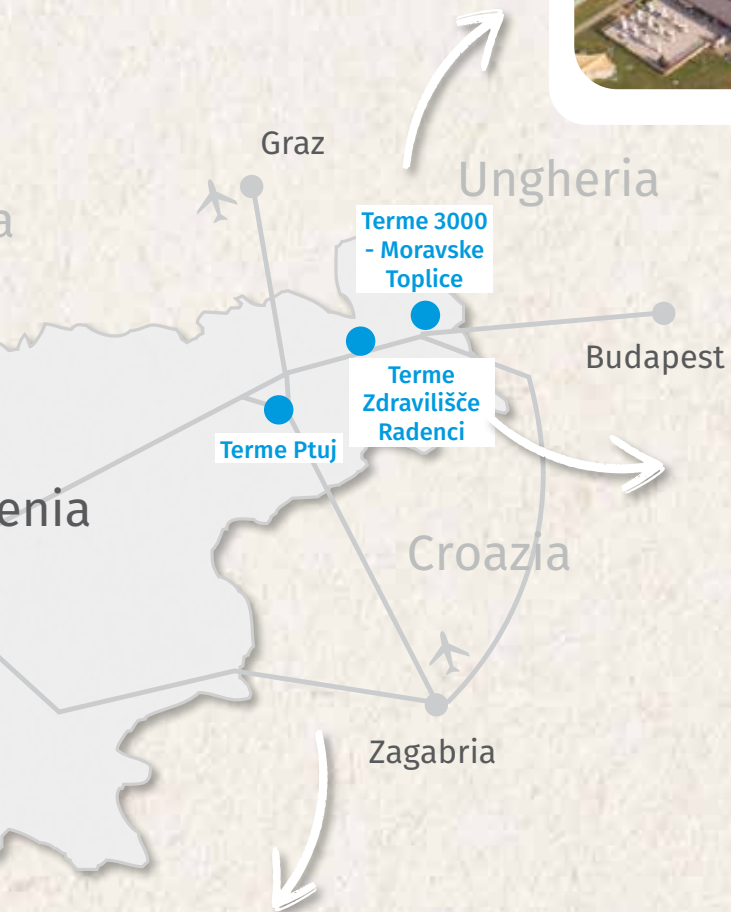 Graz
Ungheria
a
Terme 3000
- Moravske
Toplice
Budapest
Terme
Zdravilišče
Radenci
Terme Ptuj
enia
Croazia
Zagabria